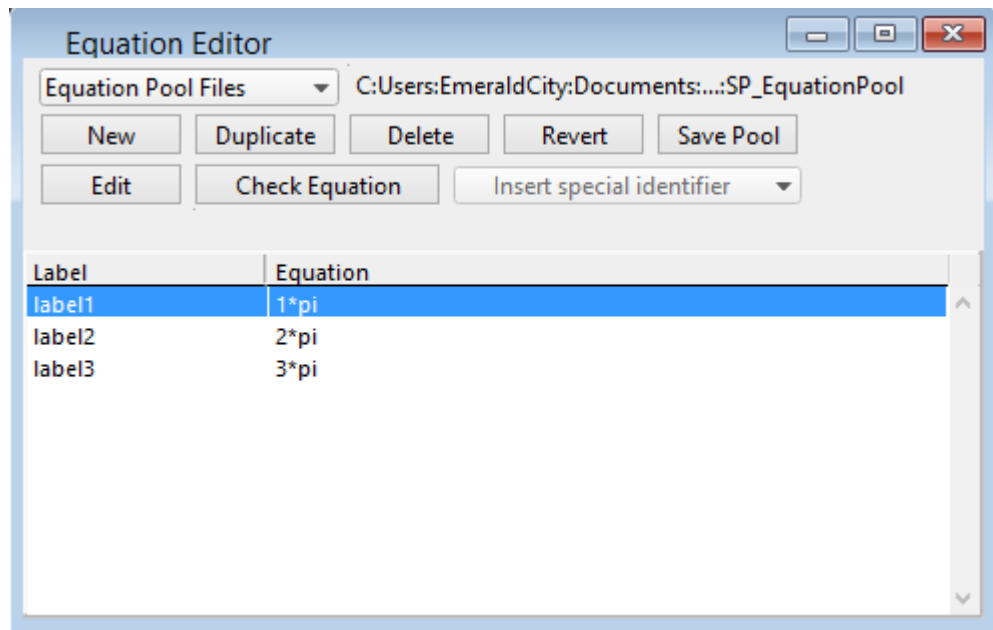 Equation Editor
Equation Pool Files C:Users:EmeraldCity:Documents:...:SP_EquationPool
New Duplicate Delete Revert Save Pool
Edit Check Equation Insert special identifier
Label Equation
label1 1*pi
label2 2*pi
label3 3*pi